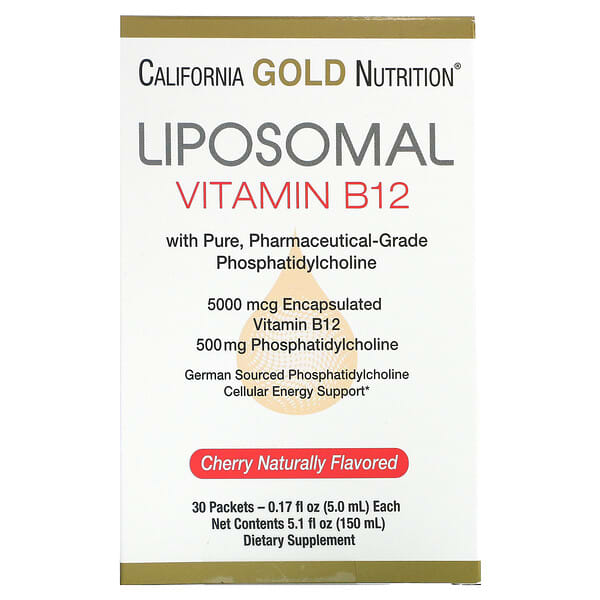 CALIFORNIA GOLD NUTRITION®
LIPOSOMAL
VITAMIN B12
with Pure, Pharmaceutical-Grade
Phosphatidylcholine
5000 mcg Encapsulated
Vitamin B12
500 mg Phosphatidylcholine
German Sourced Phosphatidylcholine
Cellular Energy Support*
Cherry Naturally Flavored
30 Packets – 0.17 fl oz (5.0 mL) Each
Net Contents 5.1 fl oz (150 mL)
Dietary Supplement